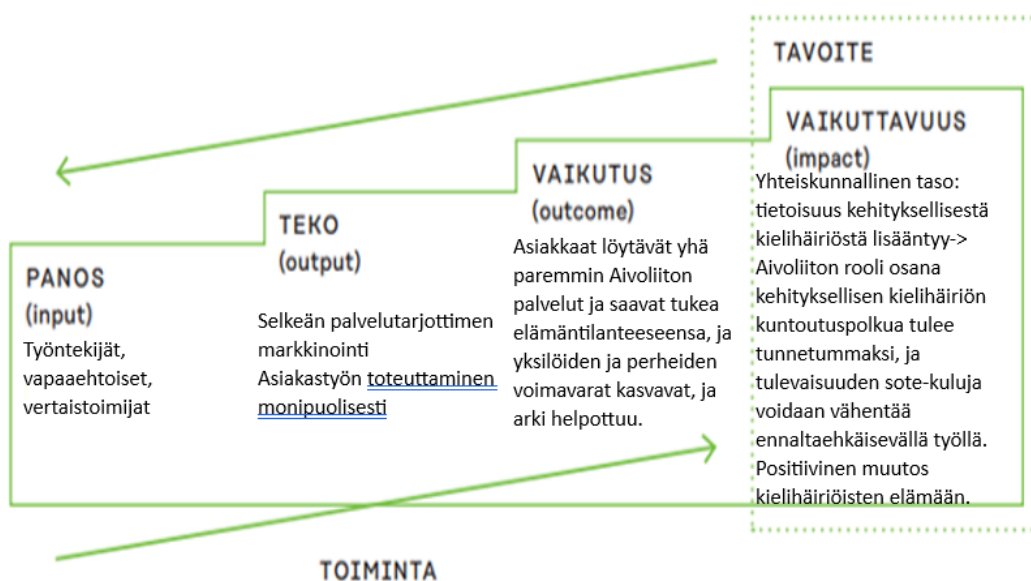 TAVOITE
VAIKUTTAVUUS
(impact)
Yhteiskunnallinen taso:
tietoisuus kehityksellisestä
kielihäiriöstä lisääntyy->
Aivoliiton rooli osana
kehityksellisen kielihäiriön
kuntoutuspolkua tulee
tunnetummaksi, ja
tulevaisuuden sote-kuluja
voidaan vähentää
ennaltaehkäisevällä työllä.
Positiivinen muutos
kielihäiriöisten elämään.
VAIKUTUS
(outcome)
Asiakkaat löytävät yhä
paremmin Aivoliiton
palvelut ja saavat tukea
elämäntilanteeseensa, ja
yksilöiden ja perheiden
voimavarat kasvavat, ja
arki helpottuu.
TEKO
(output)
Selkeän palvelutarjottimen
markkinointi
Asiakastyön toteuttaminen
monipuolisesti
PANOS
(input)
Työntekijät,
vapaaehtoiset,
vertaistoimijat
TOIMINTA